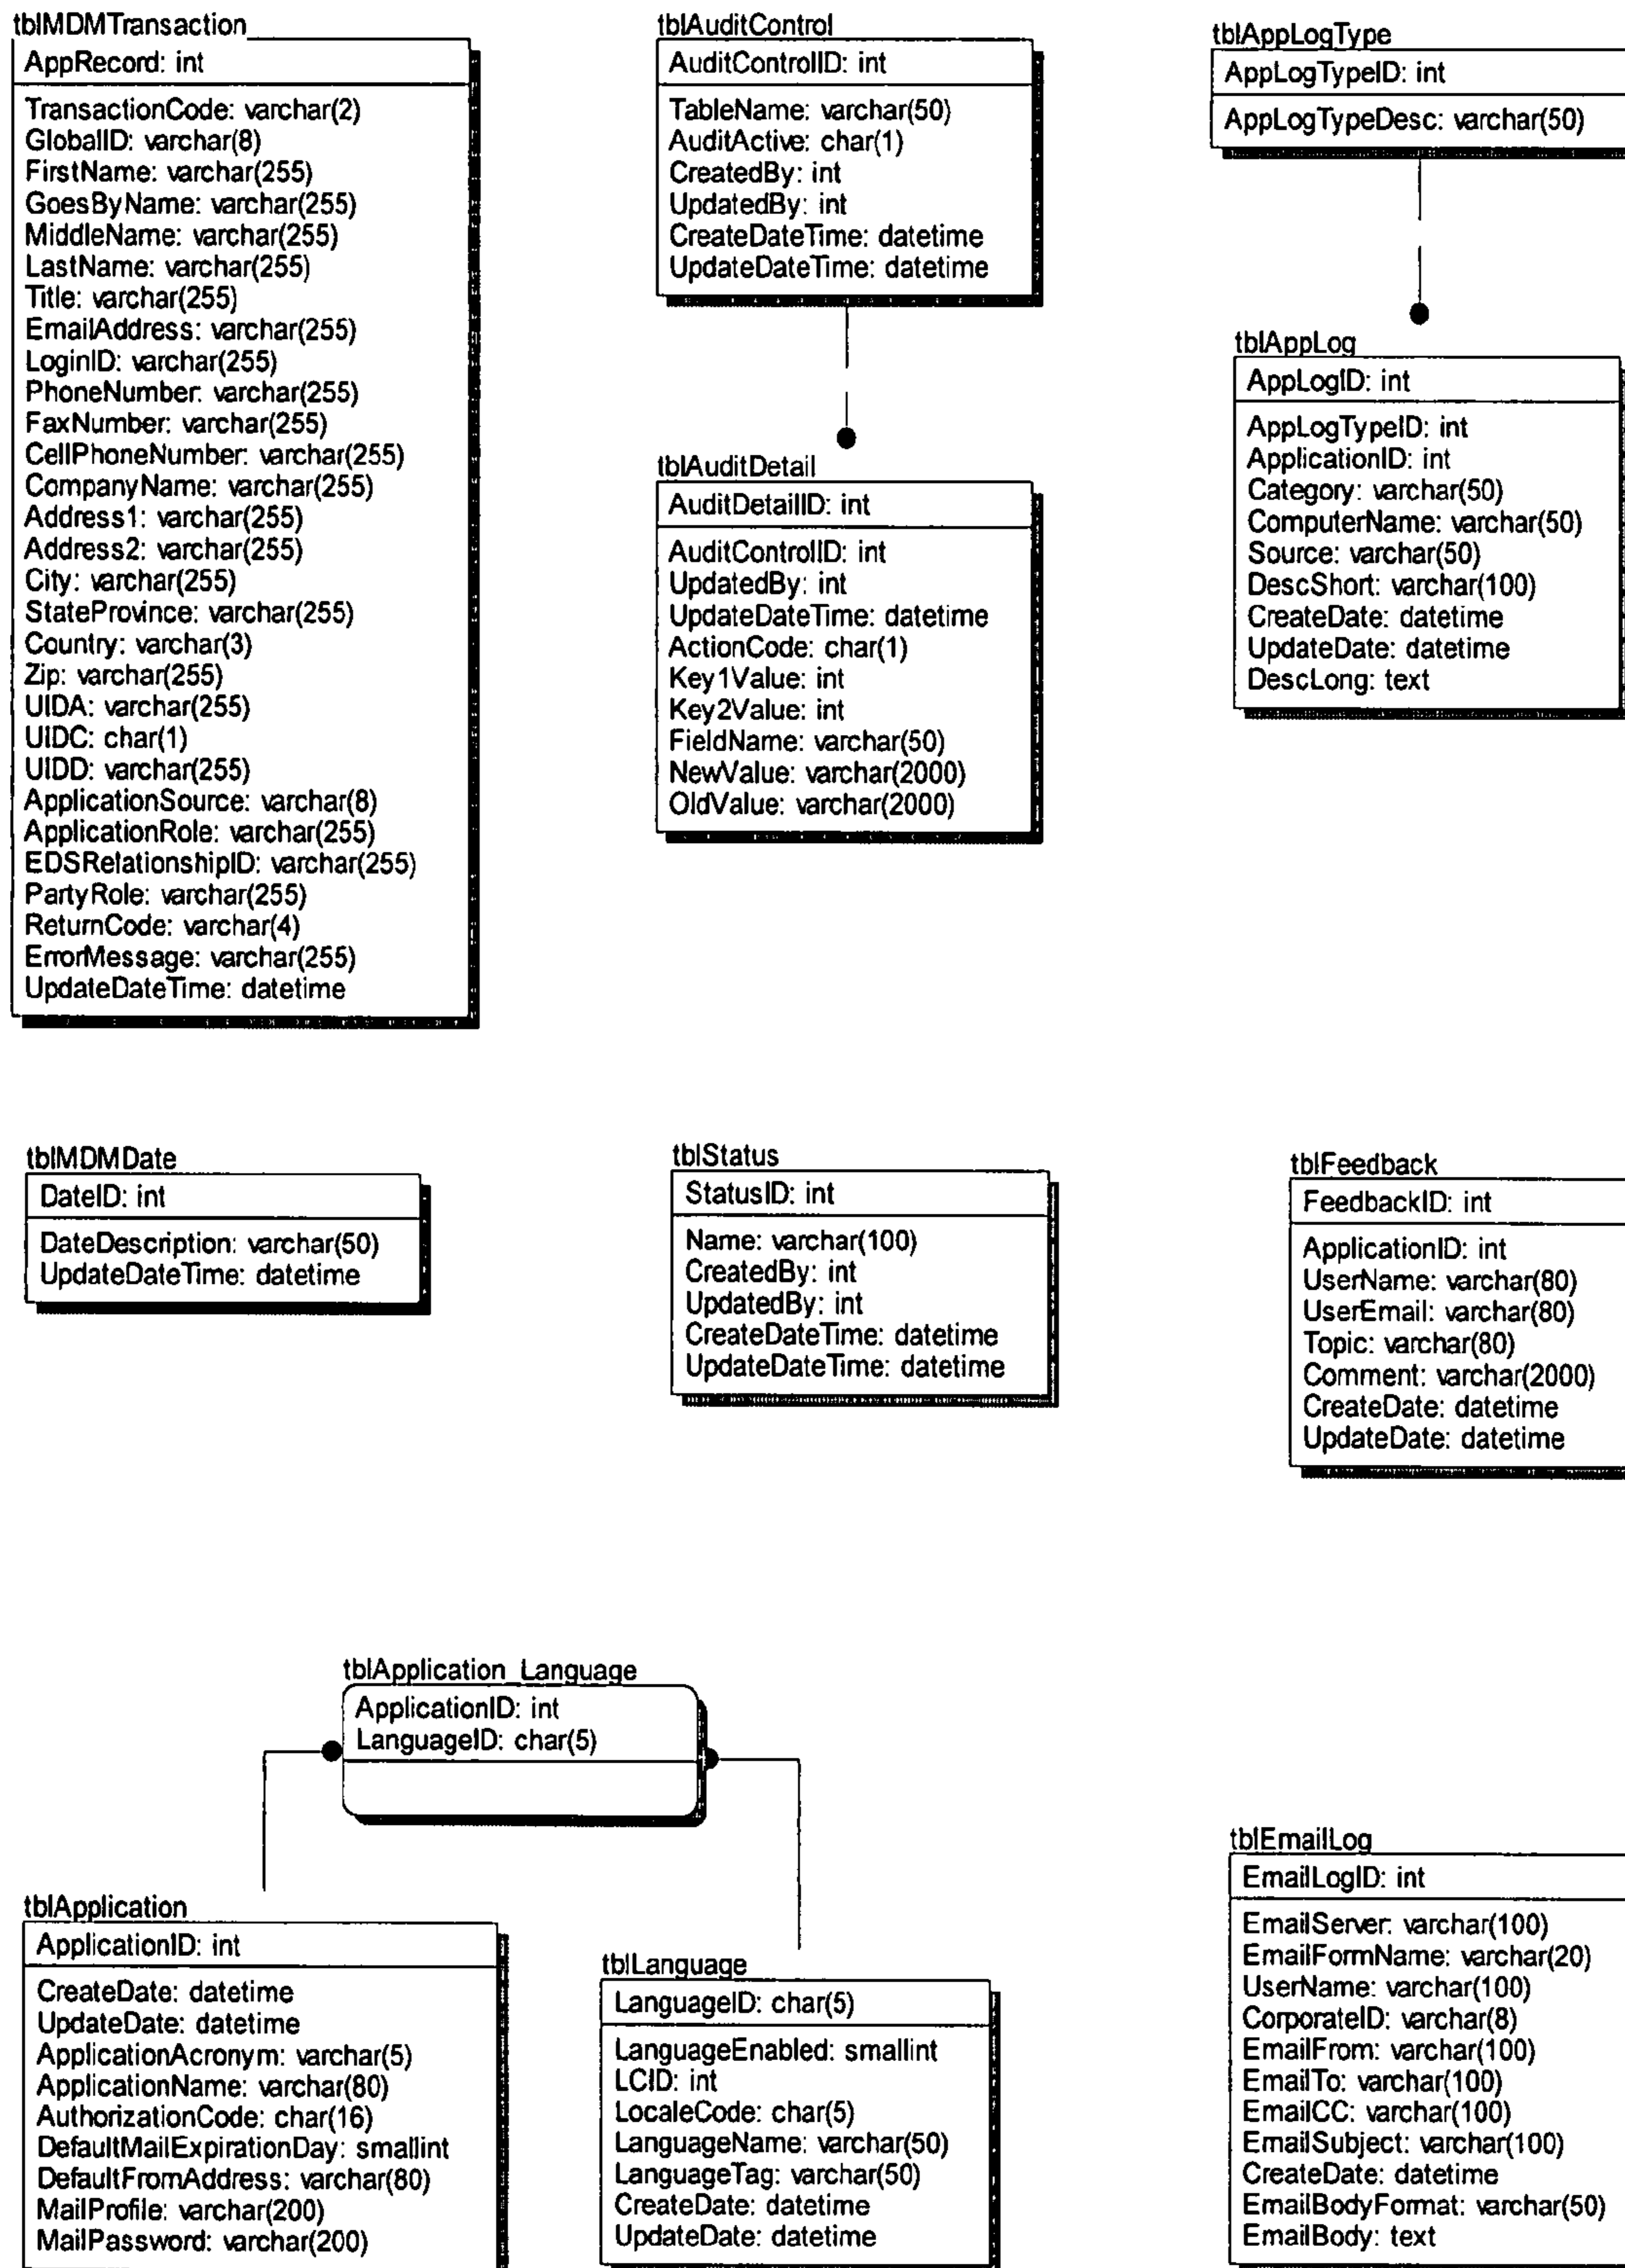 tblMDMTransaction
AppRecord: int
TransactionCode: varchar(2)
GlobalID: varchar(8)
FirstName: varchar(255)
GoesByName: varchar(255)
MiddleName: varchar(255)
LastName: varchar(255)
Title: varchar(255)
EmailAddress: varchar(255)
LoginID: varchar(255)
PhoneNumber: varchar(255)
FaxNumber: varchar(255)
CellPhoneNumber: varchar(255)
CompanyName: varchar(255)
Address1: varchar(255)
Address2: varchar(255)
City: varchar(255)
StateProvince: varchar(255)
Country: varchar(3)
Zip: varchar(255)
UIDA: varchar(255)
UIDC: char(1)
UIDD: varchar(255)
ApplicationSource: varchar(8)
ApplicationRole: varchar(255)
EDSRelationshipID: varchar(255)
PartyRole: varchar(255)
ReturnCode: varchar(4)
ErrorMessage: varchar(255)
UpdateDateTime: datetime
tblAuditControl
AuditControlID: int
TableName: varchar(50)
AuditActive: char(1)
CreatedBy: int
UpdatedBy: int
CreateDateTime: datetime
UpdateDateTime: datetime
tblAuditDetail
AuditDetailID: int
AuditControlID: int
UpdatedBy: int
UpdateDateTime: datetime
ActionCode: char(1)
Key1Value: int
Key2Value: int
FieldName: varchar(50)
NewValue: varchar(2000)
OldValue: varchar(2000)
tblAppLogType
AppLogTypeID: int
AppLogTypeDesc: varchar(50)
tblAppLog
AppLogID: int
AppLogTypeID: int
ApplicationID: int
Category: varchar(50)
ComputerName: varchar(50)
Source: varchar(50)
DescShort: varchar(100)
CreateDate: datetime
UpdateDate: datetime
DescLong: text
tblMDMDate
DateID: int
DateDescription: varchar(50)
UpdateDateTime: datetime
tblStatus
StatusID: int
Name: varchar(100)
CreatedBy: int
UpdatedBy: int
CreateDateTime: datetime
UpdateDateTime: datetime
tblFeedback
FeedbackID: int
ApplicationID: int
UserName: varchar(80)
UserEmail: varchar(80)
Topic: varchar(80)
Comment: varchar(2000)
CreateDate: datetime
UpdateDate: datetime
tblApplication_Language
ApplicationID: int
LanguageID: char(5)
tblApplication
ApplicationID: int
CreateDate: datetime
UpdateDate: datetime
ApplicationAcronym: varchar(5)
ApplicationName: varchar(80)
AuthorizationCode: char(16)
DefaultMailExpirationDay: smallint
DefaultFromAddress: varchar(80)
MailProfile: varchar(200)
MailPassword: varchar(200)
tblLanguage
LanguageID: char(5)
LanguageEnabled: smallint
LCID: int
LocaleCode: char(5)
LanguageName: varchar(50)
LanguageTag: varchar(50)
CreateDate: datetime
UpdateDate: datetime
tblEmailLog
EmailLogID: int
EmailServer: varchar(100)
EmailFormName: varchar(20)
UserName: varchar(100)
CorporateID: varchar(8)
EmailFrom: varchar(100)
EmailTo: varchar(100)
EmailCC: varchar(100)
EmailSubject: varchar(100)
CreateDate: datetime
EmailBodyFormat: varchar(50)
EmailBody: text